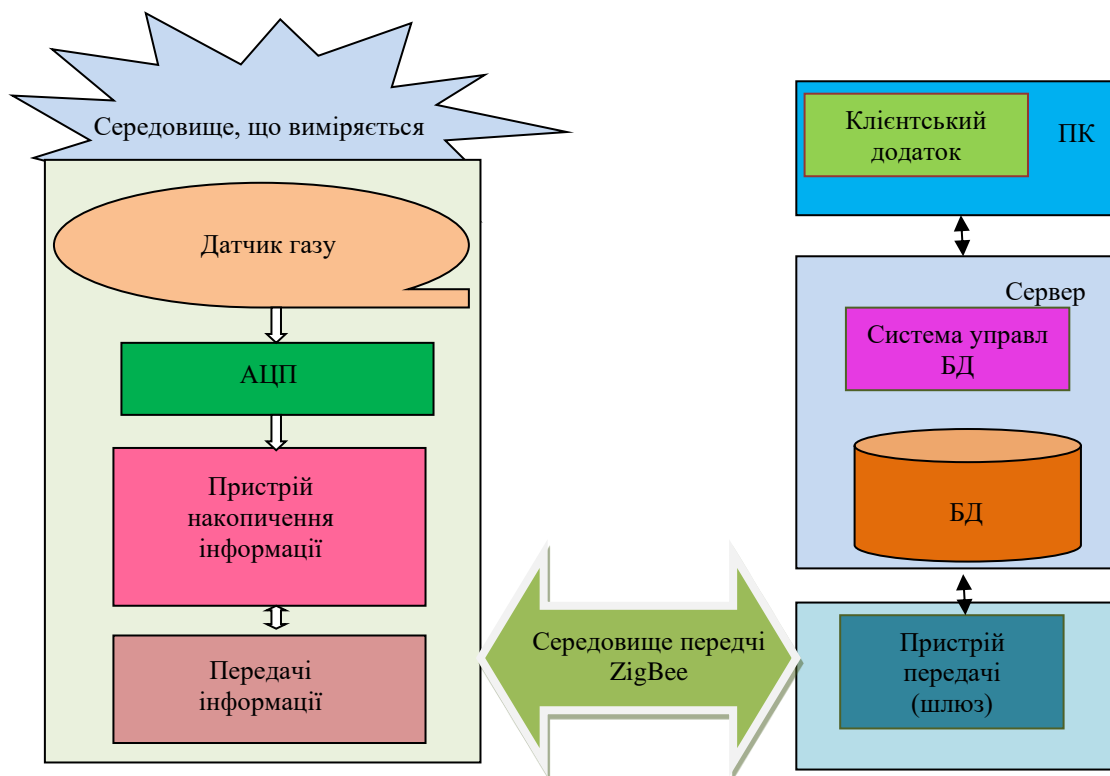 Середовище, що виміряється
Датчик газу
АЦП
Пристрій
накопичення
інформації
Передачі
інформації
Середовище передчі
ZigBee
Клієнтський
додаток
ПК
Сервер
Система управл
БД
БД
Пристрій
передачі
(шлюз)